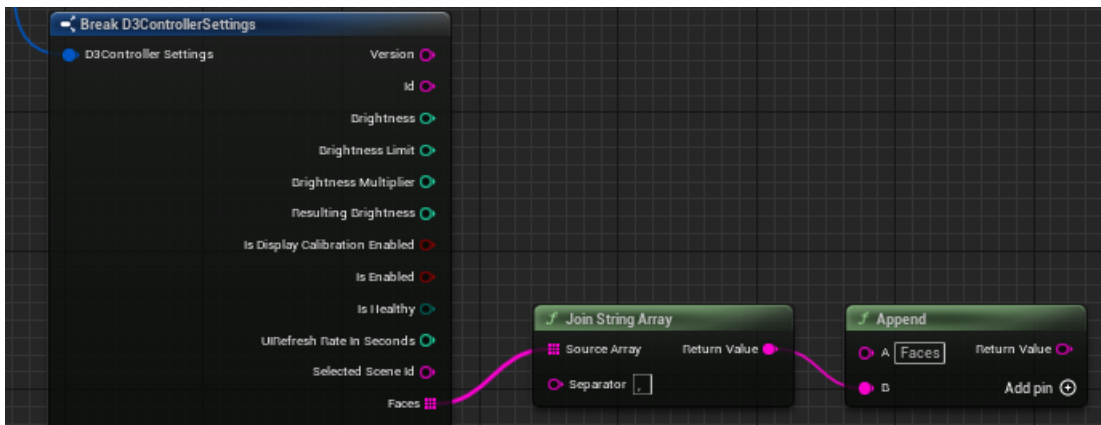 Break D3ControllerSettings
D3Controller Settings
Version
Id
Brightness
Brightness Limit
Brightness Multiplier
Resulting Brightness
Is Display Calibration Enabled
Is Enabled
Is Healthy
UIRefresh Rate In Seconds
Selected Scene Id
Faces
f Join String Array
Source Array Return Value
Separator ,
f Append
A Faces Return Value
B Add pin